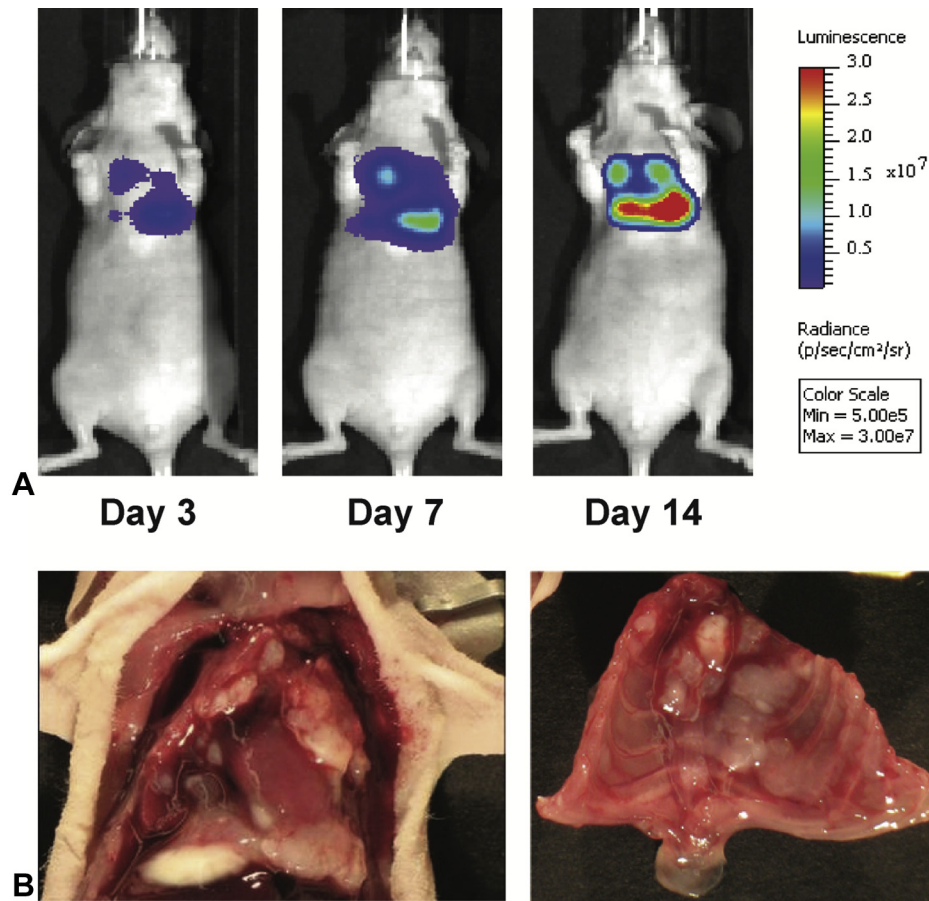 Luminescence
3.0
2.5
2.0
x10⁷
1.5
1.0
0.5
Radiance
(p/sec/cm²/sr)
Color Scale
Min = 5.00e5
Max = 3.00e7
A
Day 3
Day 7
Day 14
B